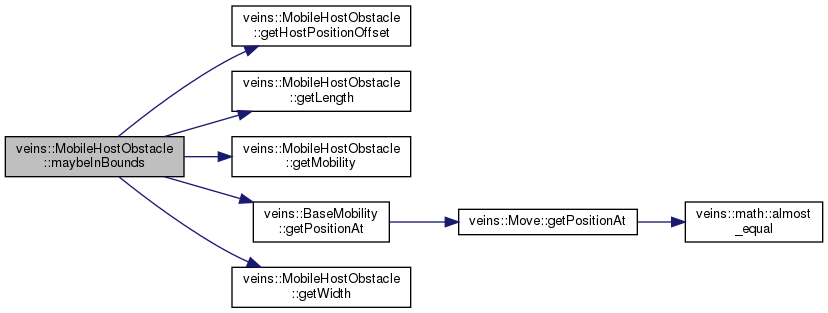 veins::MobileHostObstacle
::getHostPositionOffset
veins::MobileHostObstacle
::getLength
veins::MobileHostObstacle
::maybeInBounds
veins::MobileHostObstacle
::getMobility
veins::BaseMobility
::getPositionAt
veins::Move::getPositionAt
veins::math::almost
_equal
veins::MobileHostObstacle
::getWidth